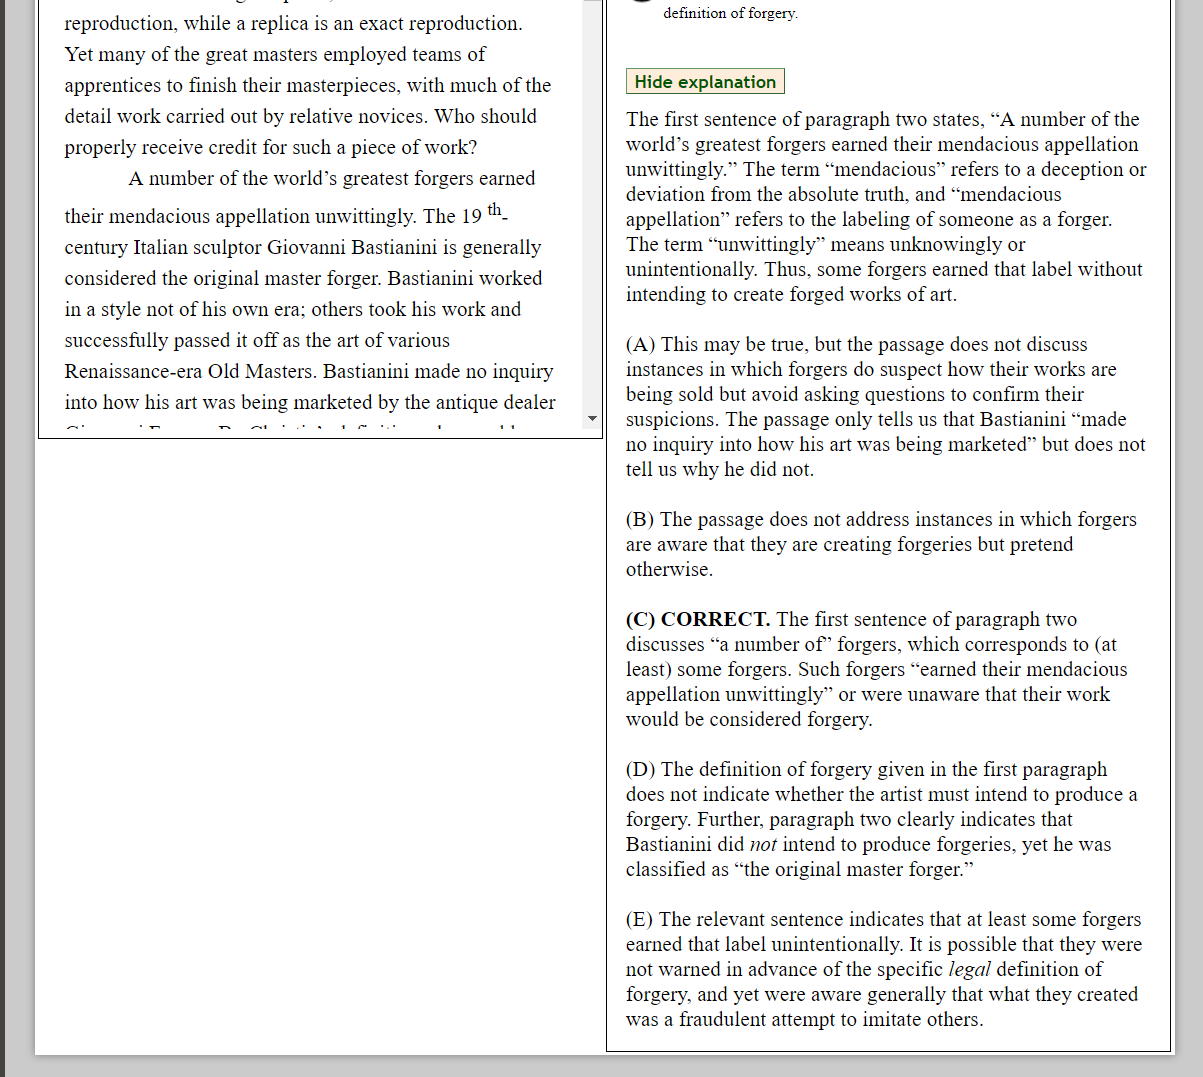 reproduction, while a replica is an exact reproduction.
Yet many of the great masters employed teams of
apprentices to finish their masterpieces, with much of the
detail work carried out by relative novices. Who should
properly receive credit for such a piece of work?
A number of the world’s greatest forgers earned
their mendacious appellation unwittingly. The 19 th-
century Italian sculptor Giovanni Bastianini is generally
considered the original master forger. Bastianini worked
in a style not of his own era; others took his work and
successfully passed it off as the art of various
Renaissance-era Old Masters. Bastianini made no inquiry
into how his art was being marketed by the antique dealer
definition of forgery.
Hide explanation
The first sentence of paragraph two states, “A number of the
world’s greatest forgers earned their mendacious appellation
unwittingly.” The term “mendacious” refers to a deception or
deviation from the absolute truth, and “mendacious
appellation” refers to the labeling of someone as a forger.
The term “unwittingly” means unknowingly or
unintentionally. Thus, some forgers earned that label without
intending to create forged works of art.
(A) This may be true, but the passage does not discuss
instances in which forgers do suspect how their works are
being sold but avoid asking questions to confirm their
suspicions. The passage only tells us that Bastianini “made
no inquiry into how his art was being marketed” but does not
tell us why he did not.
(B) The passage does not address instances in which forgers
are aware that they are creating forgeries but pretend
otherwise.
(C) CORRECT. The first sentence of paragraph two
discusses “a number of” forgers, which corresponds to (at
least) some forgers. Such forgers “earned their mendacious
appellation unwittingly” or were unaware that their work
would be considered forgery.
(D) The definition of forgery given in the first paragraph
does not indicate whether the artist must intend to produce a
forgery. Further, paragraph two clearly indicates that
Bastianini did not intend to produce forgeries, yet he was
classified as “the original master forger.”
(E) The relevant sentence indicates that at least some forgers
earned that label unintentionally. It is possible that they were
not warned in advance of the specific legal definition of
forgery, and yet were aware generally that what they created
was a fraudulent attempt to imitate others.